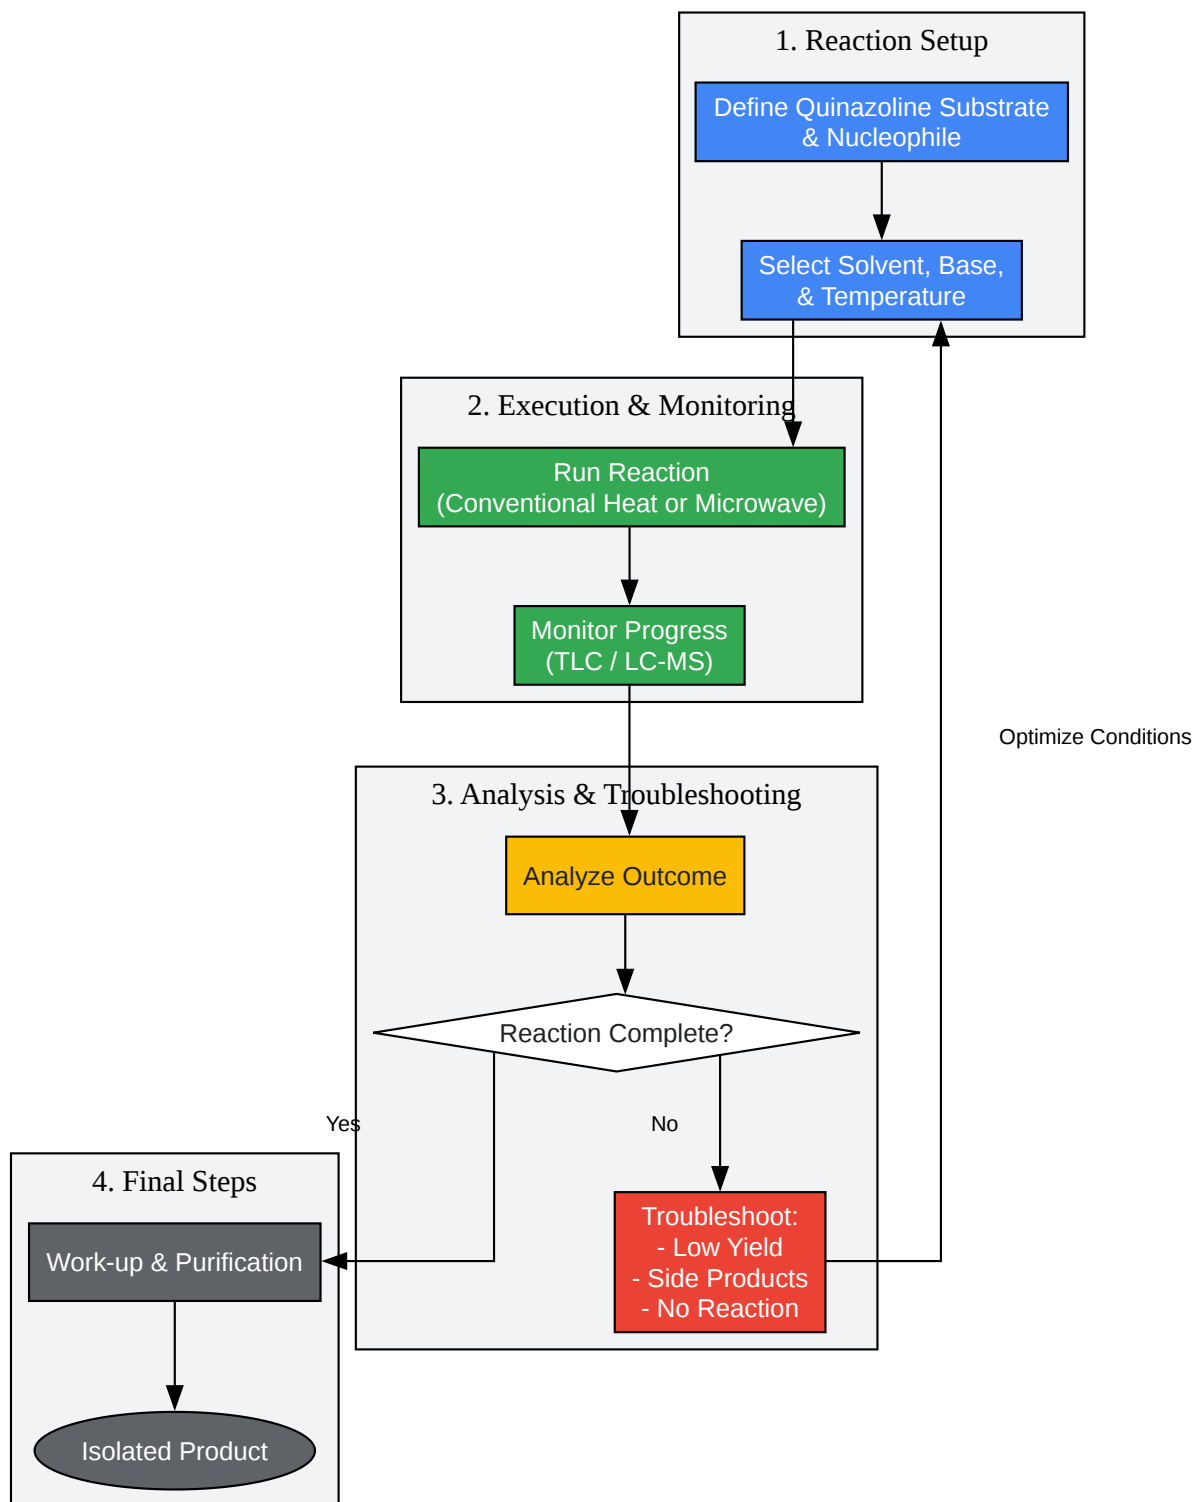 1. Reaction Setup
Define Quinazoline Substrate
& Nucleophile
Select Solvent, Base,
& Temperature
2. Execution & Monitoring
Run Reaction
(Conventional Heat or Microwave)
Monitor Progress
(TLC / LC-MS)
Optimize Conditions
3. Analysis & Troubleshooting
Analyze Outcome
Reaction Complete?
Yes
No
4. Final Steps
Work-up & Purification
Troubleshoot:
- Low Yield
- Side Products
- No Reaction
Isolated Product